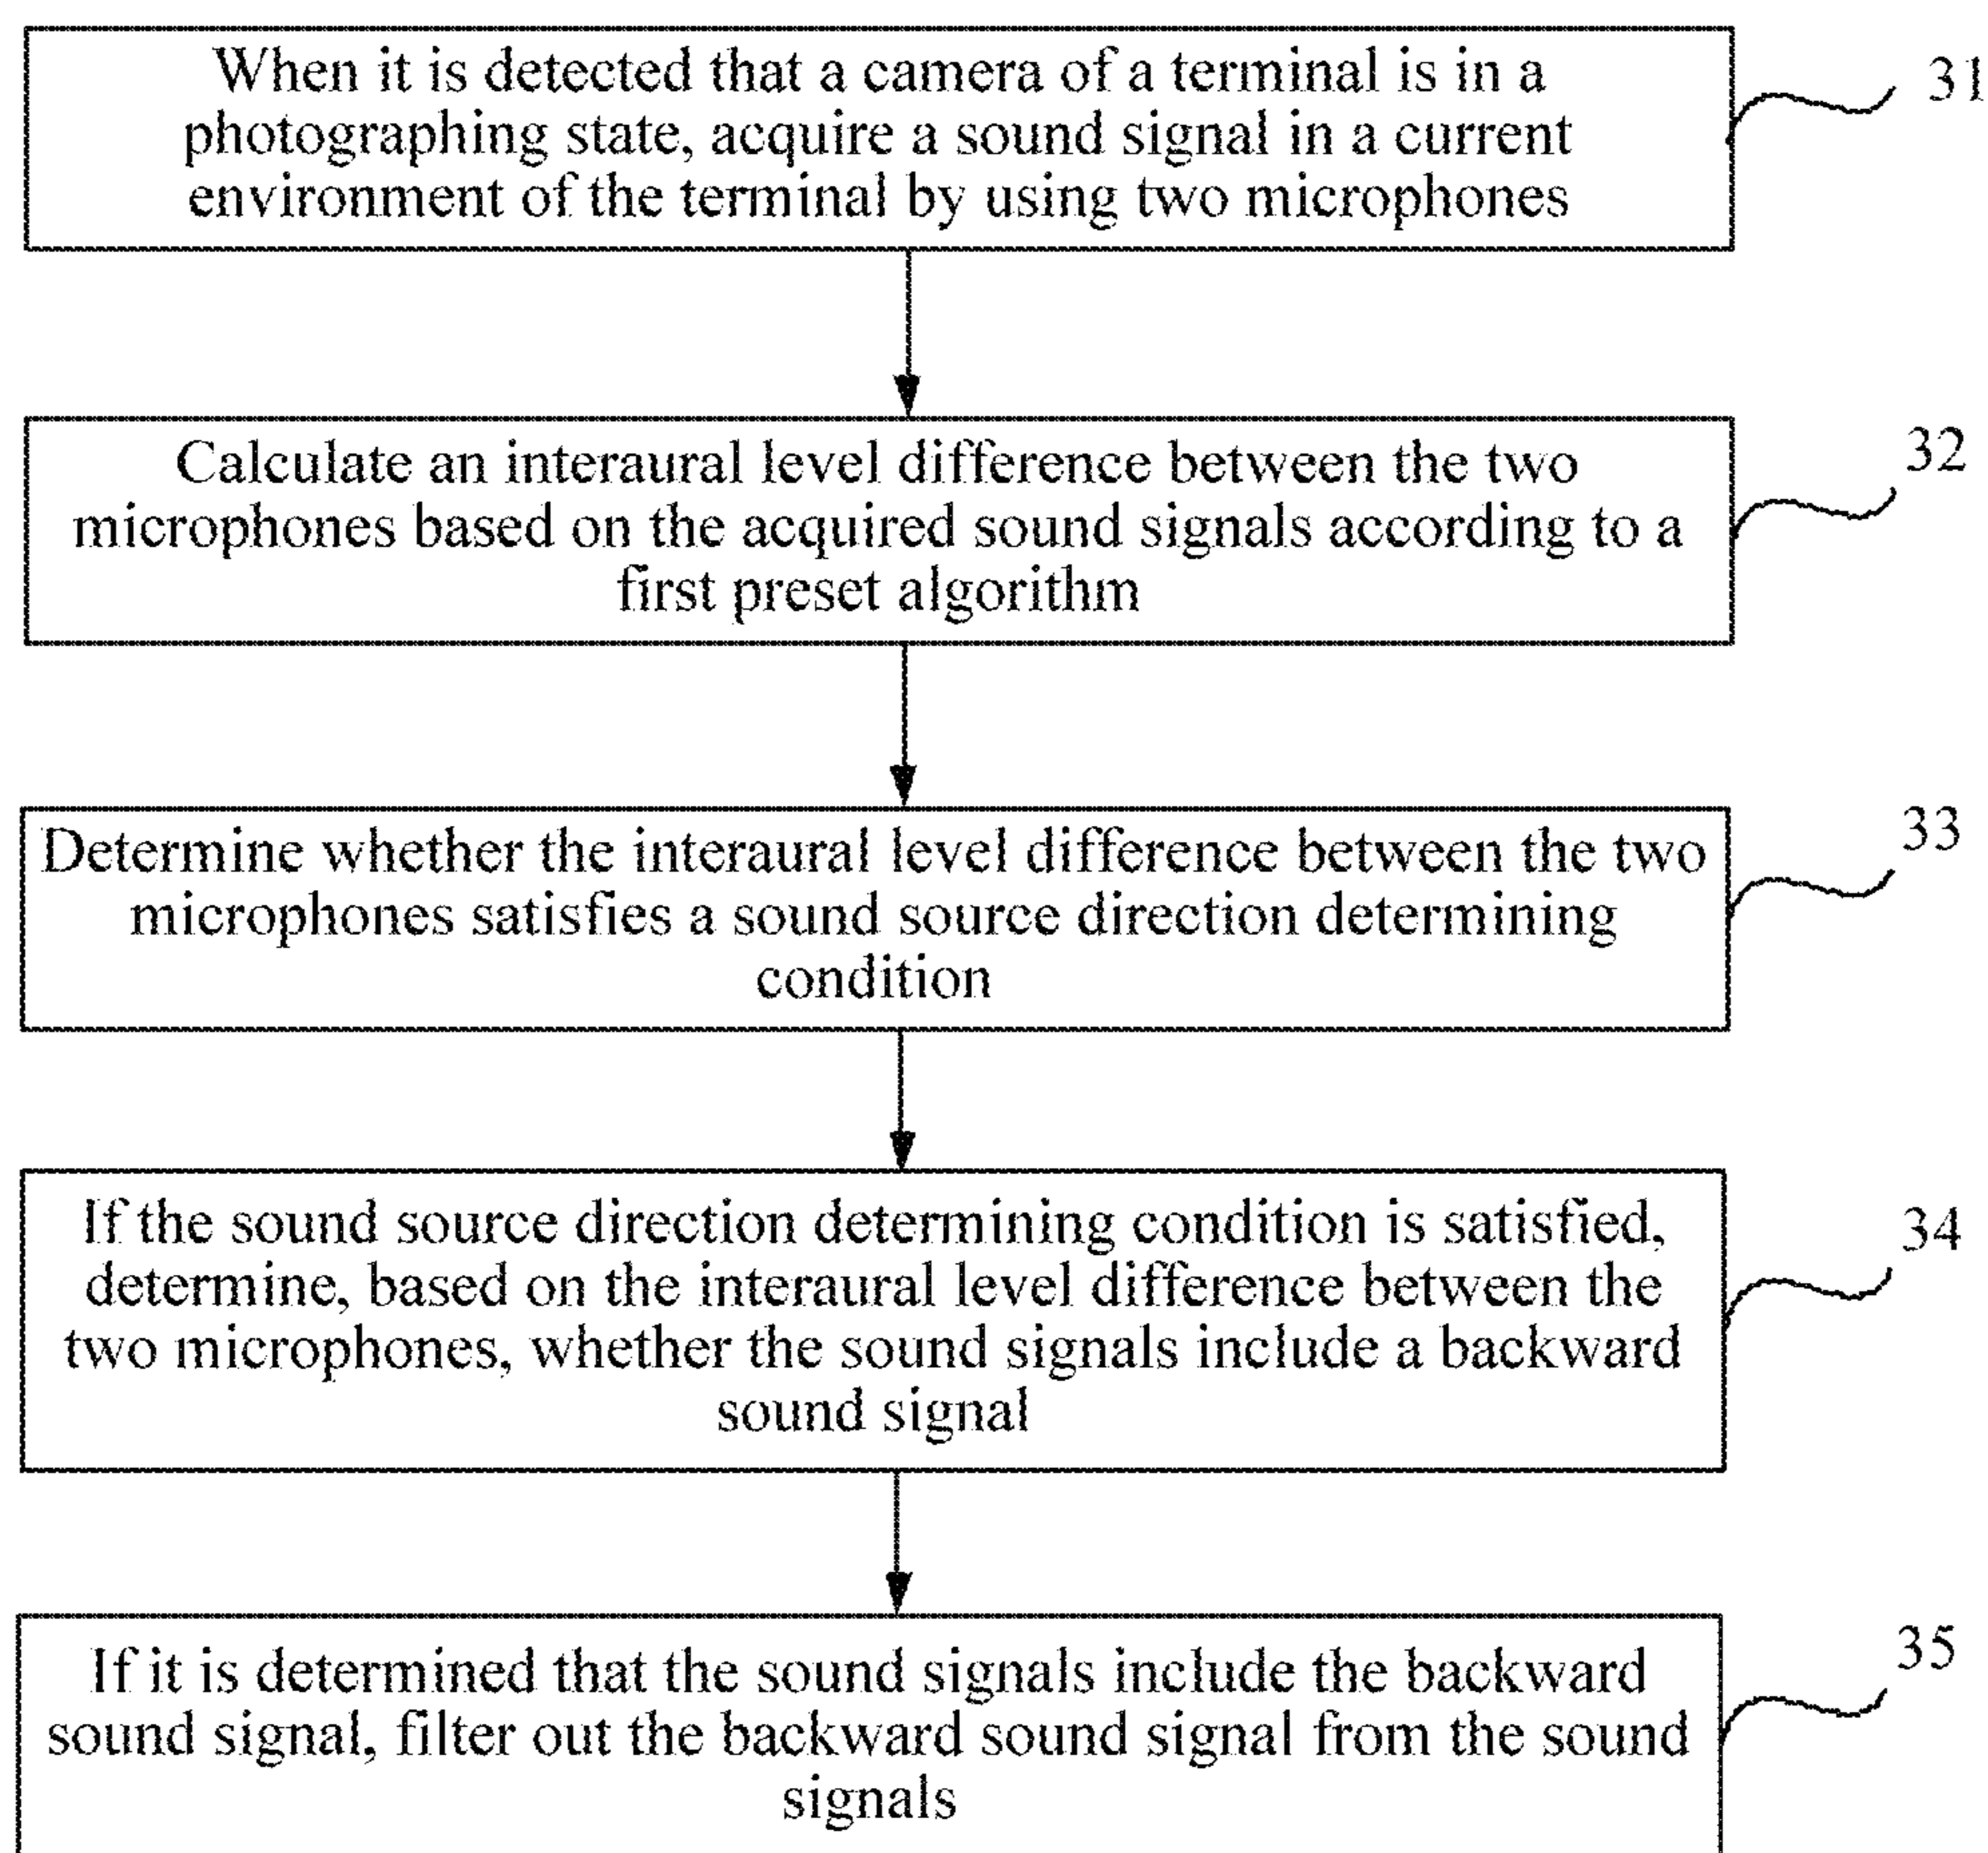 When it is detected that a camera of a terminal is in a
photographing state, acquire a sound signal in a current
environment of the terminal by using two microphones
31
Calculate an interaural level difference between the two
microphones based on the acquired sound signals according to a
first preset algorithm
32
Determine whether the interaural level difference between the two
microphones satisfies a sound source direction determining
condition
33
If the sound source direction determining condition is satisfied,
determine, based on the interaural level difference between the
two microphones, whether the sound signals include a backward
sound signal
34
If it is determined that the sound signals include the backward
sound signal, filter out the backward sound signal from the sound
signals
35